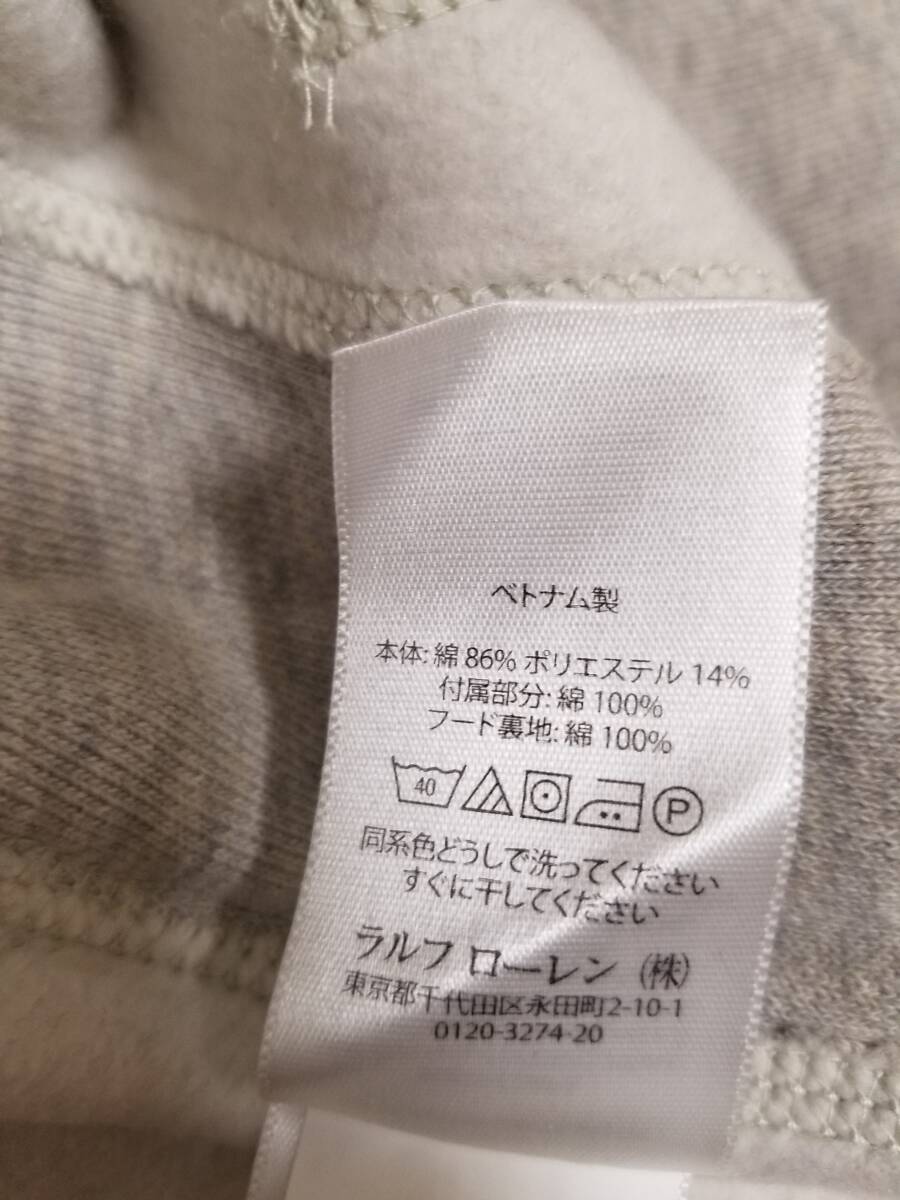 ベトナム製
本体: 綿 86% ポリエステル 14%
付属部分: 綿 100%
フード裏地: 綿 100%
40 P
同系色どうしで洗ってください
すぐに干してください
ラルフ ローレン (株)
東京都千代田区永田町2-10-1
0120-3274-20